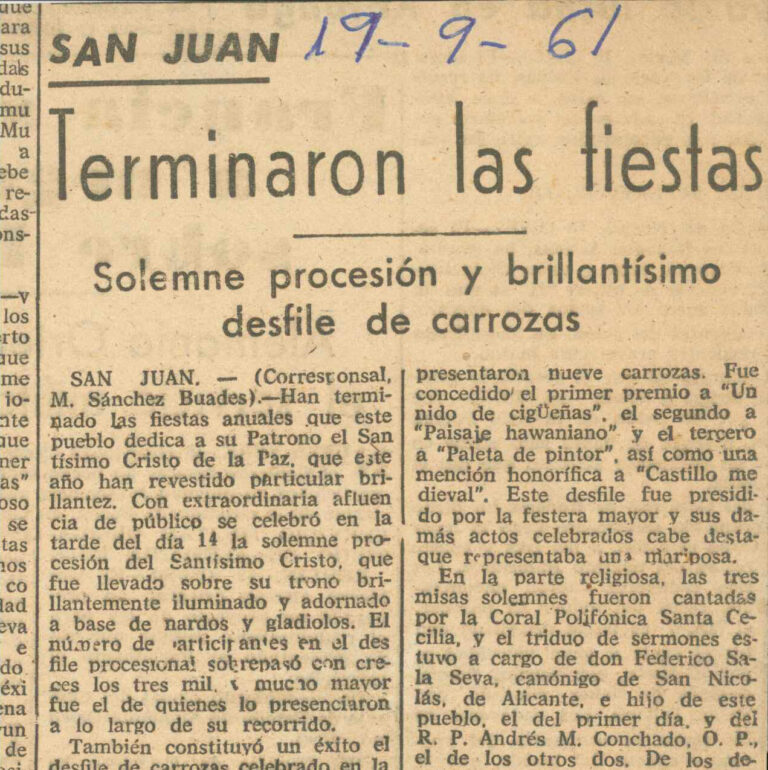 SAN JUAN 19-9-61
Terminaron las fiestas
Solemne procesión y brillantísimo
desfile de carrozas
SAN JUAN. — (Corresponsal,
M. Sánchez Buades).—Han termi-
nado las fiestas anuales que este
pueblo dedica a su Patrono el San
tísimo Cristo de la Paz, que este
año han revestido particular bri-
llantez. Con extraordinaria afluen
cia de público se celebró en la
tarde del día 14 la solemne pro-
cesión del Santísimo Cristo, que
fue llevado sobre su trono bri-
llantemente iluminado y adornado
a base de nardos y gladiolos. El
número de participantes en el des
file procesional sobrepasó con cre-
ces los tres mil, y mucho mayor
fue el de quienes lo presenciaron
a lo largo de su recorrido.
También constituyó un éxito el
desfile de carrozas celebrado en la
presentaron nueve carrozas. Fue
concedido el primer premio a "Un
nido de cigüeñas", el segundo a
"Paisaje hawaniano" y el tercero
a "Paleta de pintor", así como una
mención honorífica a "Castillo me
dieval". Este desfile fue presidi
do por la festera mayor y sus da-
más actos celebrados cabe desta-
que representaba una mariposa.
En la parte religiosa, las tres
misas solemnes fueron cantadas
por la Coral Polifónica Santa Ce-
cilia, y el triduo de sermones es-
tuvo a cargo de don Federico Sa-
la Seva, canónigo de San Nico-
lás, de Alicante, e hijo de este
pueblo, el del primer día, y del
R. P. Andrés M. Conchado, O. P.,
el de los otros dos. De los de-